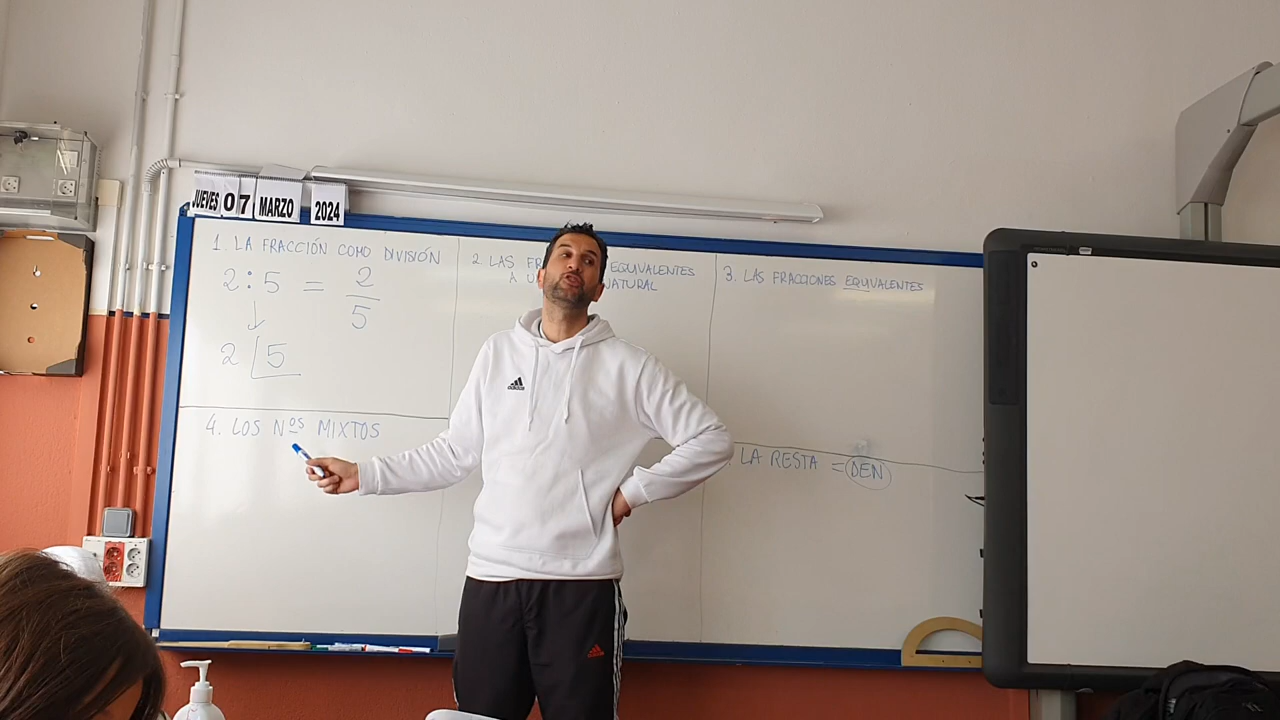 JUEVES 07 MARZO 2024
1. LA FRACCIÓN COMO DIVISIÓN
2:5 = 2/5
2 5
2 LAS EQUIVALENTES
A NATURAL
3. LAS FRACCIONES EQUIVALENTES
4. LOS Nºs MIXTOS
LA RESTA = DEN
adidas